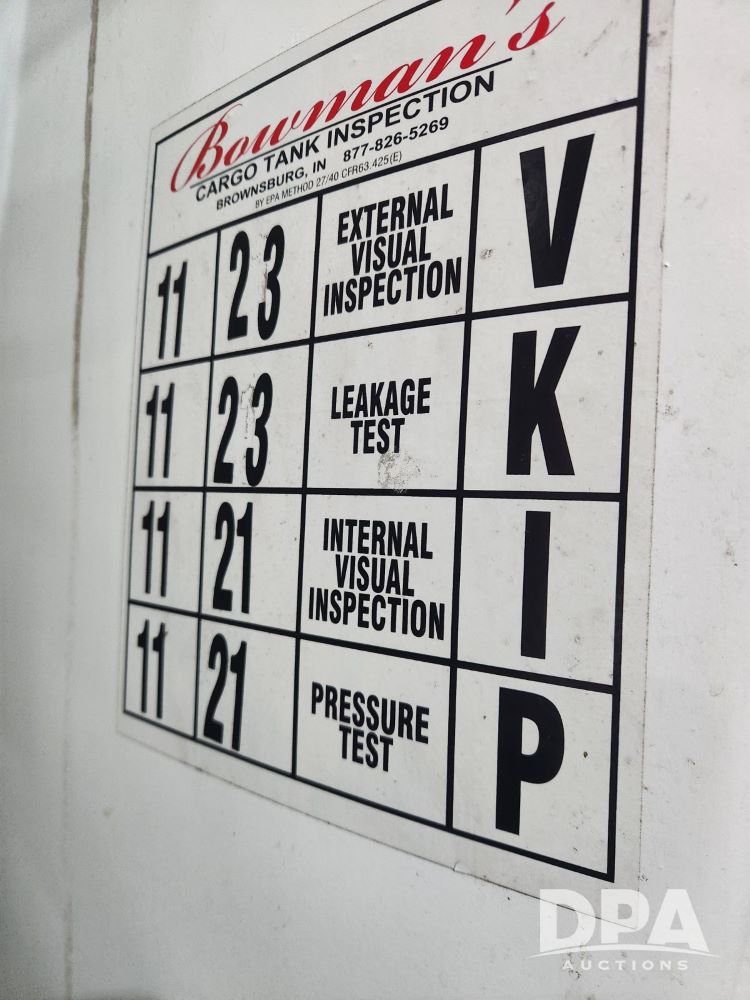 Bowman's
CARGO TANK INSPECTION
BROWNSBURG, IN 877-826-5269
BY EPA METHOD 27/40 CFR63.425(E)
11 23 EXTERNAL VISUAL INSPECTION V
11 23 LEAKAGE TEST K
11 21 INTERNAL VISUAL INSPECTION I
11 21 PRESSURE TEST P
DPA
AUCTIONS